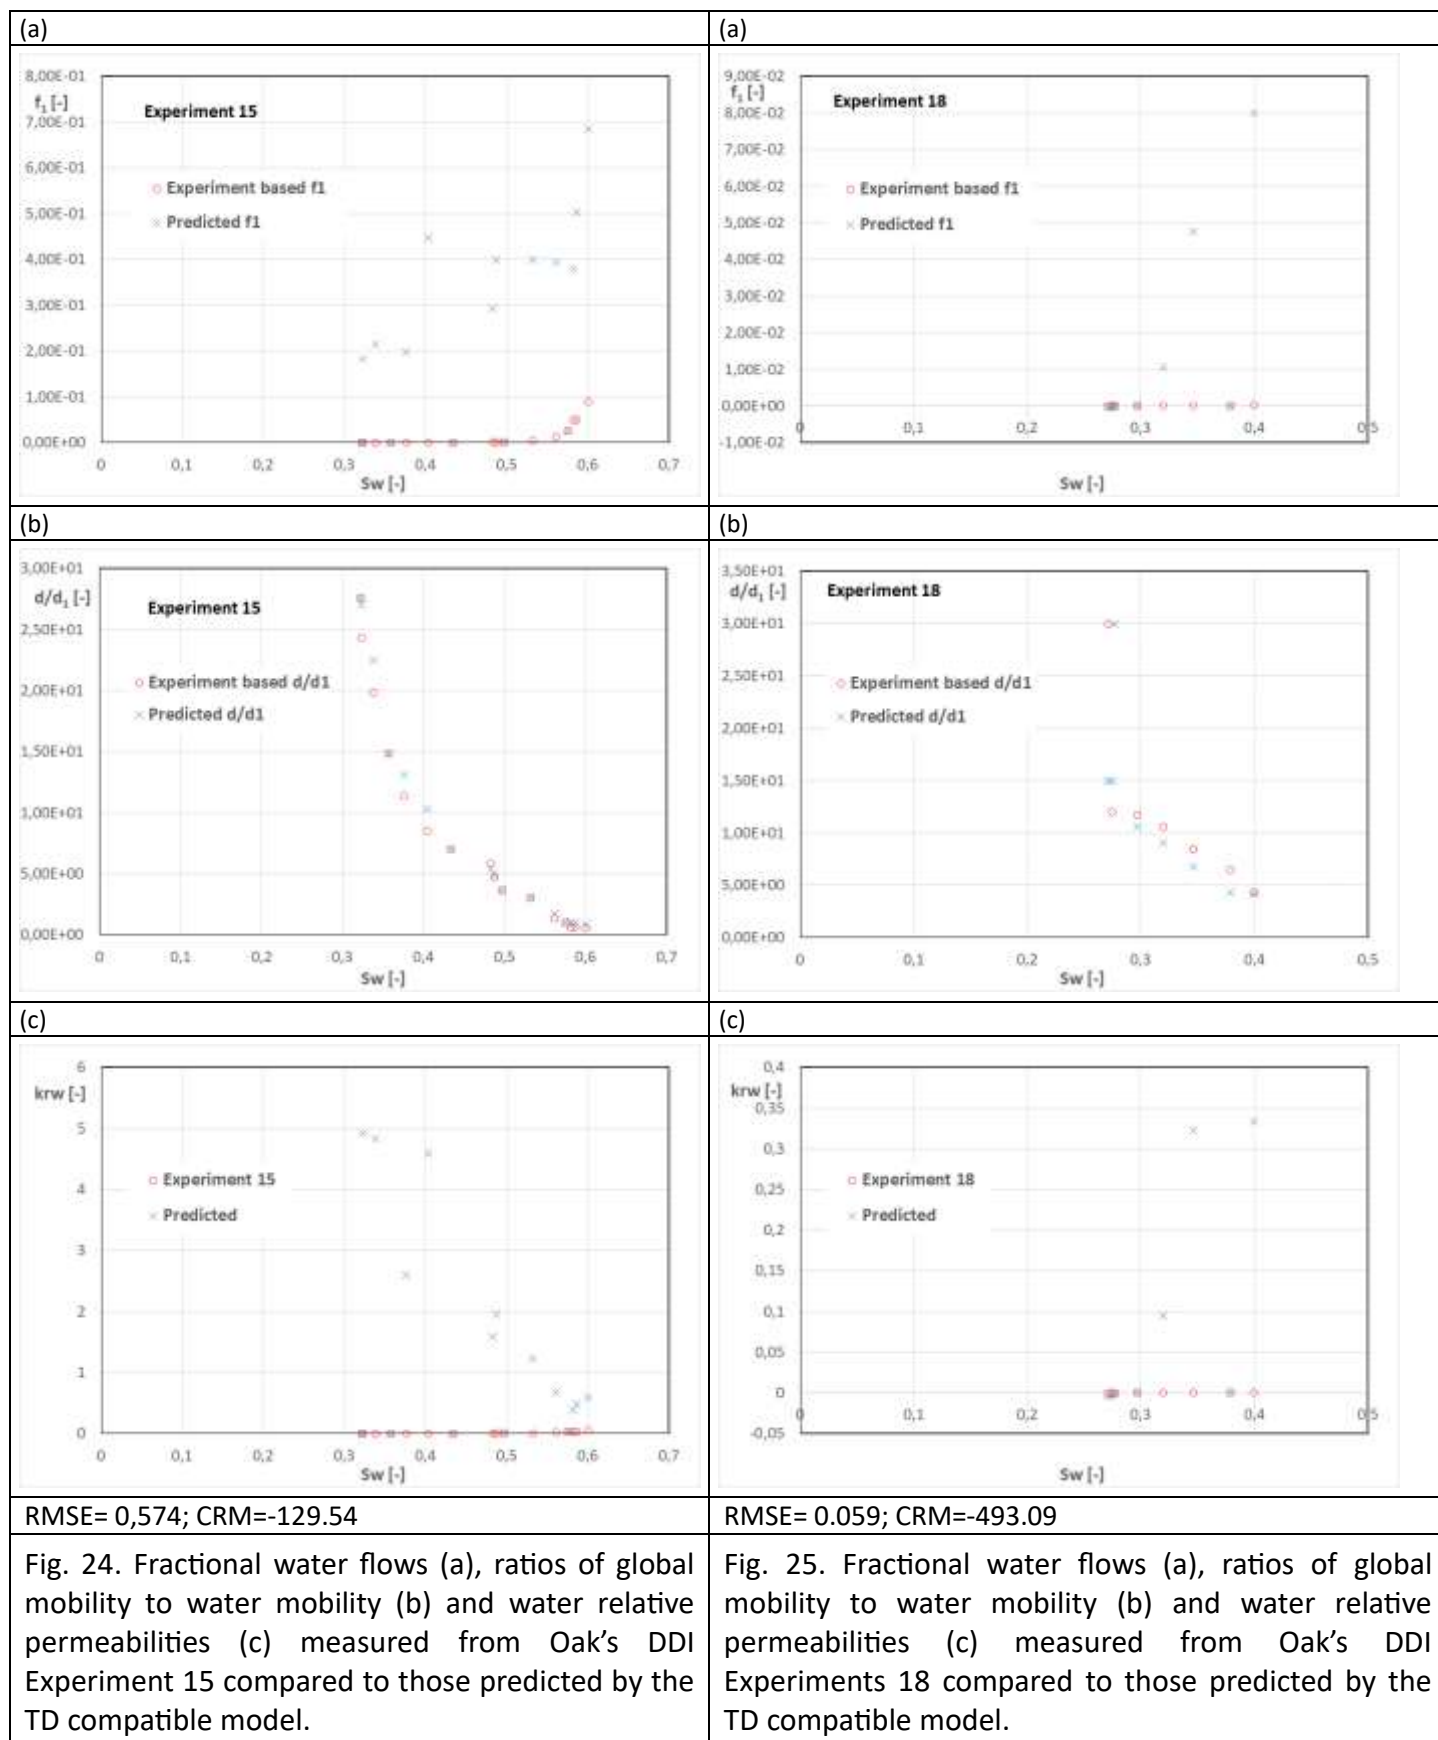 (a)
8,00E-01
f1 [-]
7,00E-01
6,00E-01
5,00E-01
4,00E-01
3,00E-01
2,00E-01
1,00E-01
0,00E+00
Experiment 15
Experiment based f1
Predicted f1
0 0,1 0,2 0,3 0,4 0,5 0,6 0,7
Sw [-]
(a)
9,00E-02
f1 [-]
8,00E-02
7,00E-02
6,00E-02
5,00E-02
4,00E-02
3,00E-02
2,00E-02
1,00E-02
0,00E+00
-1,00E-02
Experiment 18
Experiment based f1
Predicted f1
0 0,1 0,2 0,3 0,4 0,5
Sw [-]
(b)
3,00E+01
d/d1 [-]
2,50E+01
2,00E+01
1,50E+01
1,00E+01
5,00E+00
0,00E+00
Experiment 15
Experiment based d/d1
Predicted d/d1
0 0,1 0,2 0,3 0,4 0,5 0,6 0,7
Sw [-]
(b)
3,50E+01
d/d1 [-]
3,00E+01
2,50E+01
2,00E+01
1,50E+01
1,00E+01
5,00E+00
0,00E+00
Experiment 18
Experiment based d/d1
Predicted d/d1
0 0,1 0,2 0,3 0,4 0,5
Sw [-]
(c)
6
krw [-]
5
4
3
2
1
0
Experiment 15
Predicted
0 0,1 0,2 0,3 0,4 0,5 0,6 0,7
Sw [-]
(c)
0,4
krw [-]
0,35
0,3
0,25
0,2
0,15
0,1
0,05
0
-0,05
Experiment 18
Predicted
0 0,1 0,2 0,3 0,4 0,5
Sw [-]
RMSE= 0,574; CRM=-129.54
RMSE= 0.059; CRM=-493.09
Fig. 24. Fractional water flows (a), ratios of global
mobility to water mobility (b) and water relative
permeabilities (c) measured from Oak’s DDI
Experiment 15 compared to those predicted by the
TD compatible model.
Fig. 25. Fractional water flows (a), ratios of global
mobility to water mobility (b) and water relative
permeabilities (c) measured from Oak’s DDI
Experiments 18 compared to those predicted by the
TD compatible model.